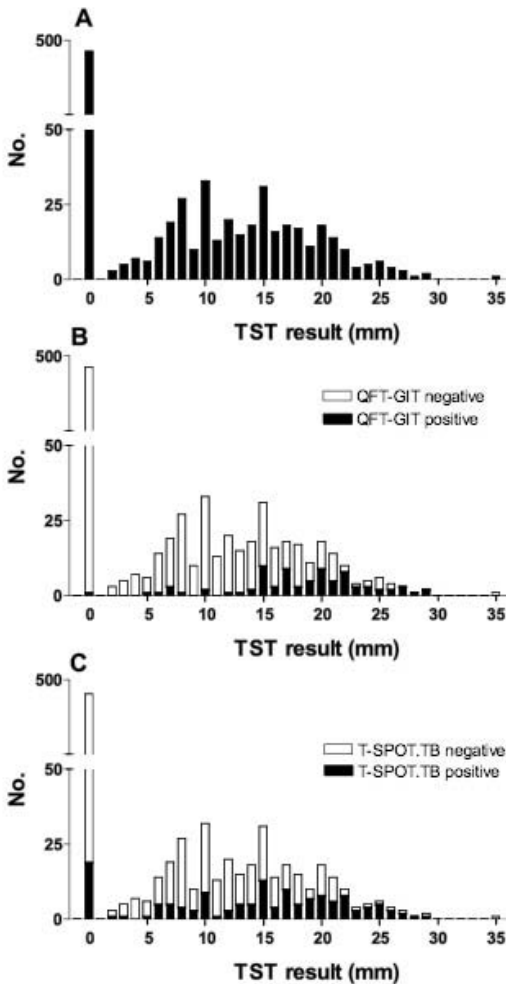 A
500
50
25
0
No.
0 5 10 15 20 25 30 35
TST result (mm)
B
500
50
25
0
No.
QFT-GIT negative
QFT-GIT positive
0 5 10 15 20 25 30 35
TST result (mm)
C
500
50
25
0
No.
T-SPOT.TB negative
T-SPOT.TB positive
0 5 10 15 20 25 30 35
TST result (mm)